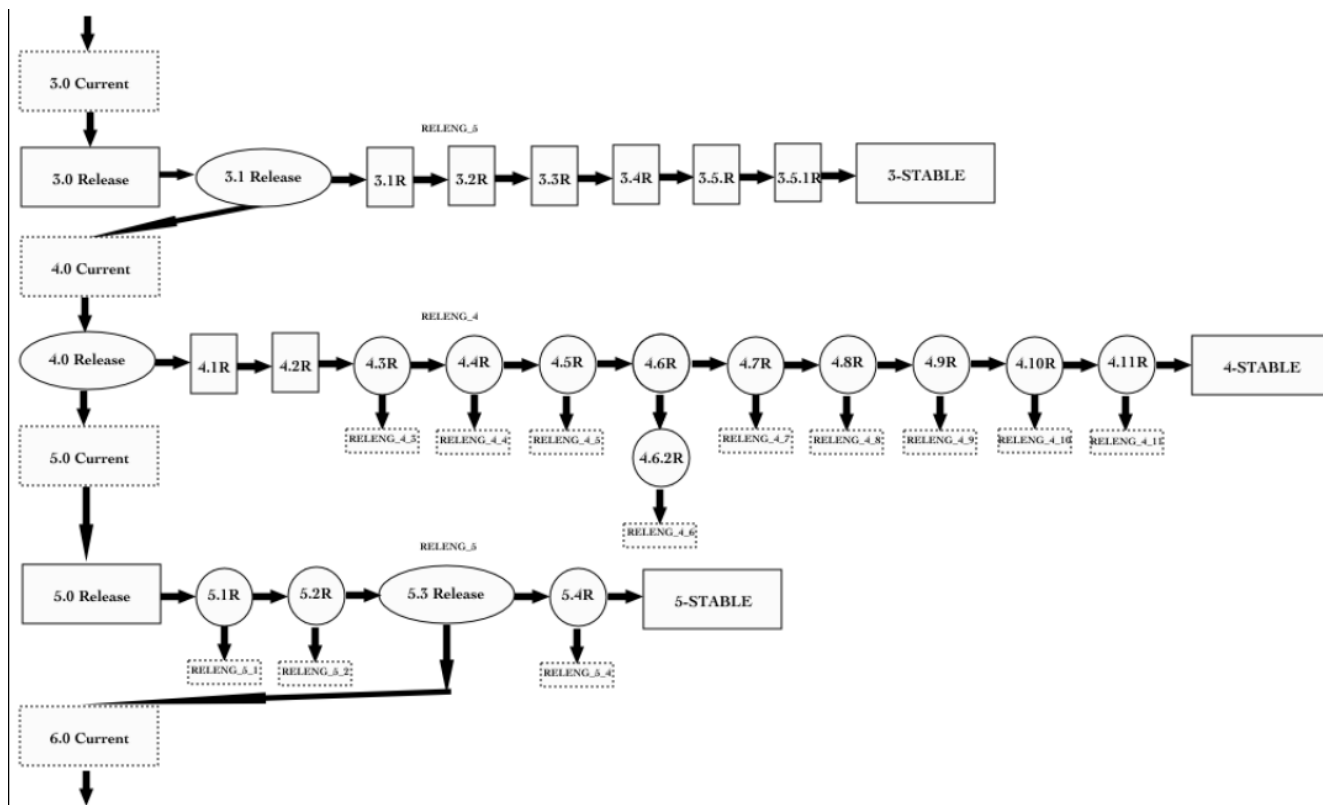 3.0 Current
RELENG_5
3.0 Release
3.1 Release
3.1R
3.2R
3.3R
3.4R
3.5.R
3.5.1R
3-STABLE
4.0 Current
RELENG_4
4.0 Release
4.1R
4.2R
4.3R
4.4R
4.5R
4.6R
4.7R
4.8R
4.9R
4.10R
4.11R
4-STABLE
RELENG_4_3
RELENG_4_4
RELENG_4_5
RELENG_4_7
RELENG_4_8
RELENG_4_9
RELENG_4_10
RELENG_4_11
5.0 Current
4.6.2R
RELENG_4_6
RELENG_5
5.0 Release
5.1R
5.2R
5.3 Release
5.4R
5-STABLE
RELENG_5_1
RELENG_5_2
RELENG_5_4
6.0 Current